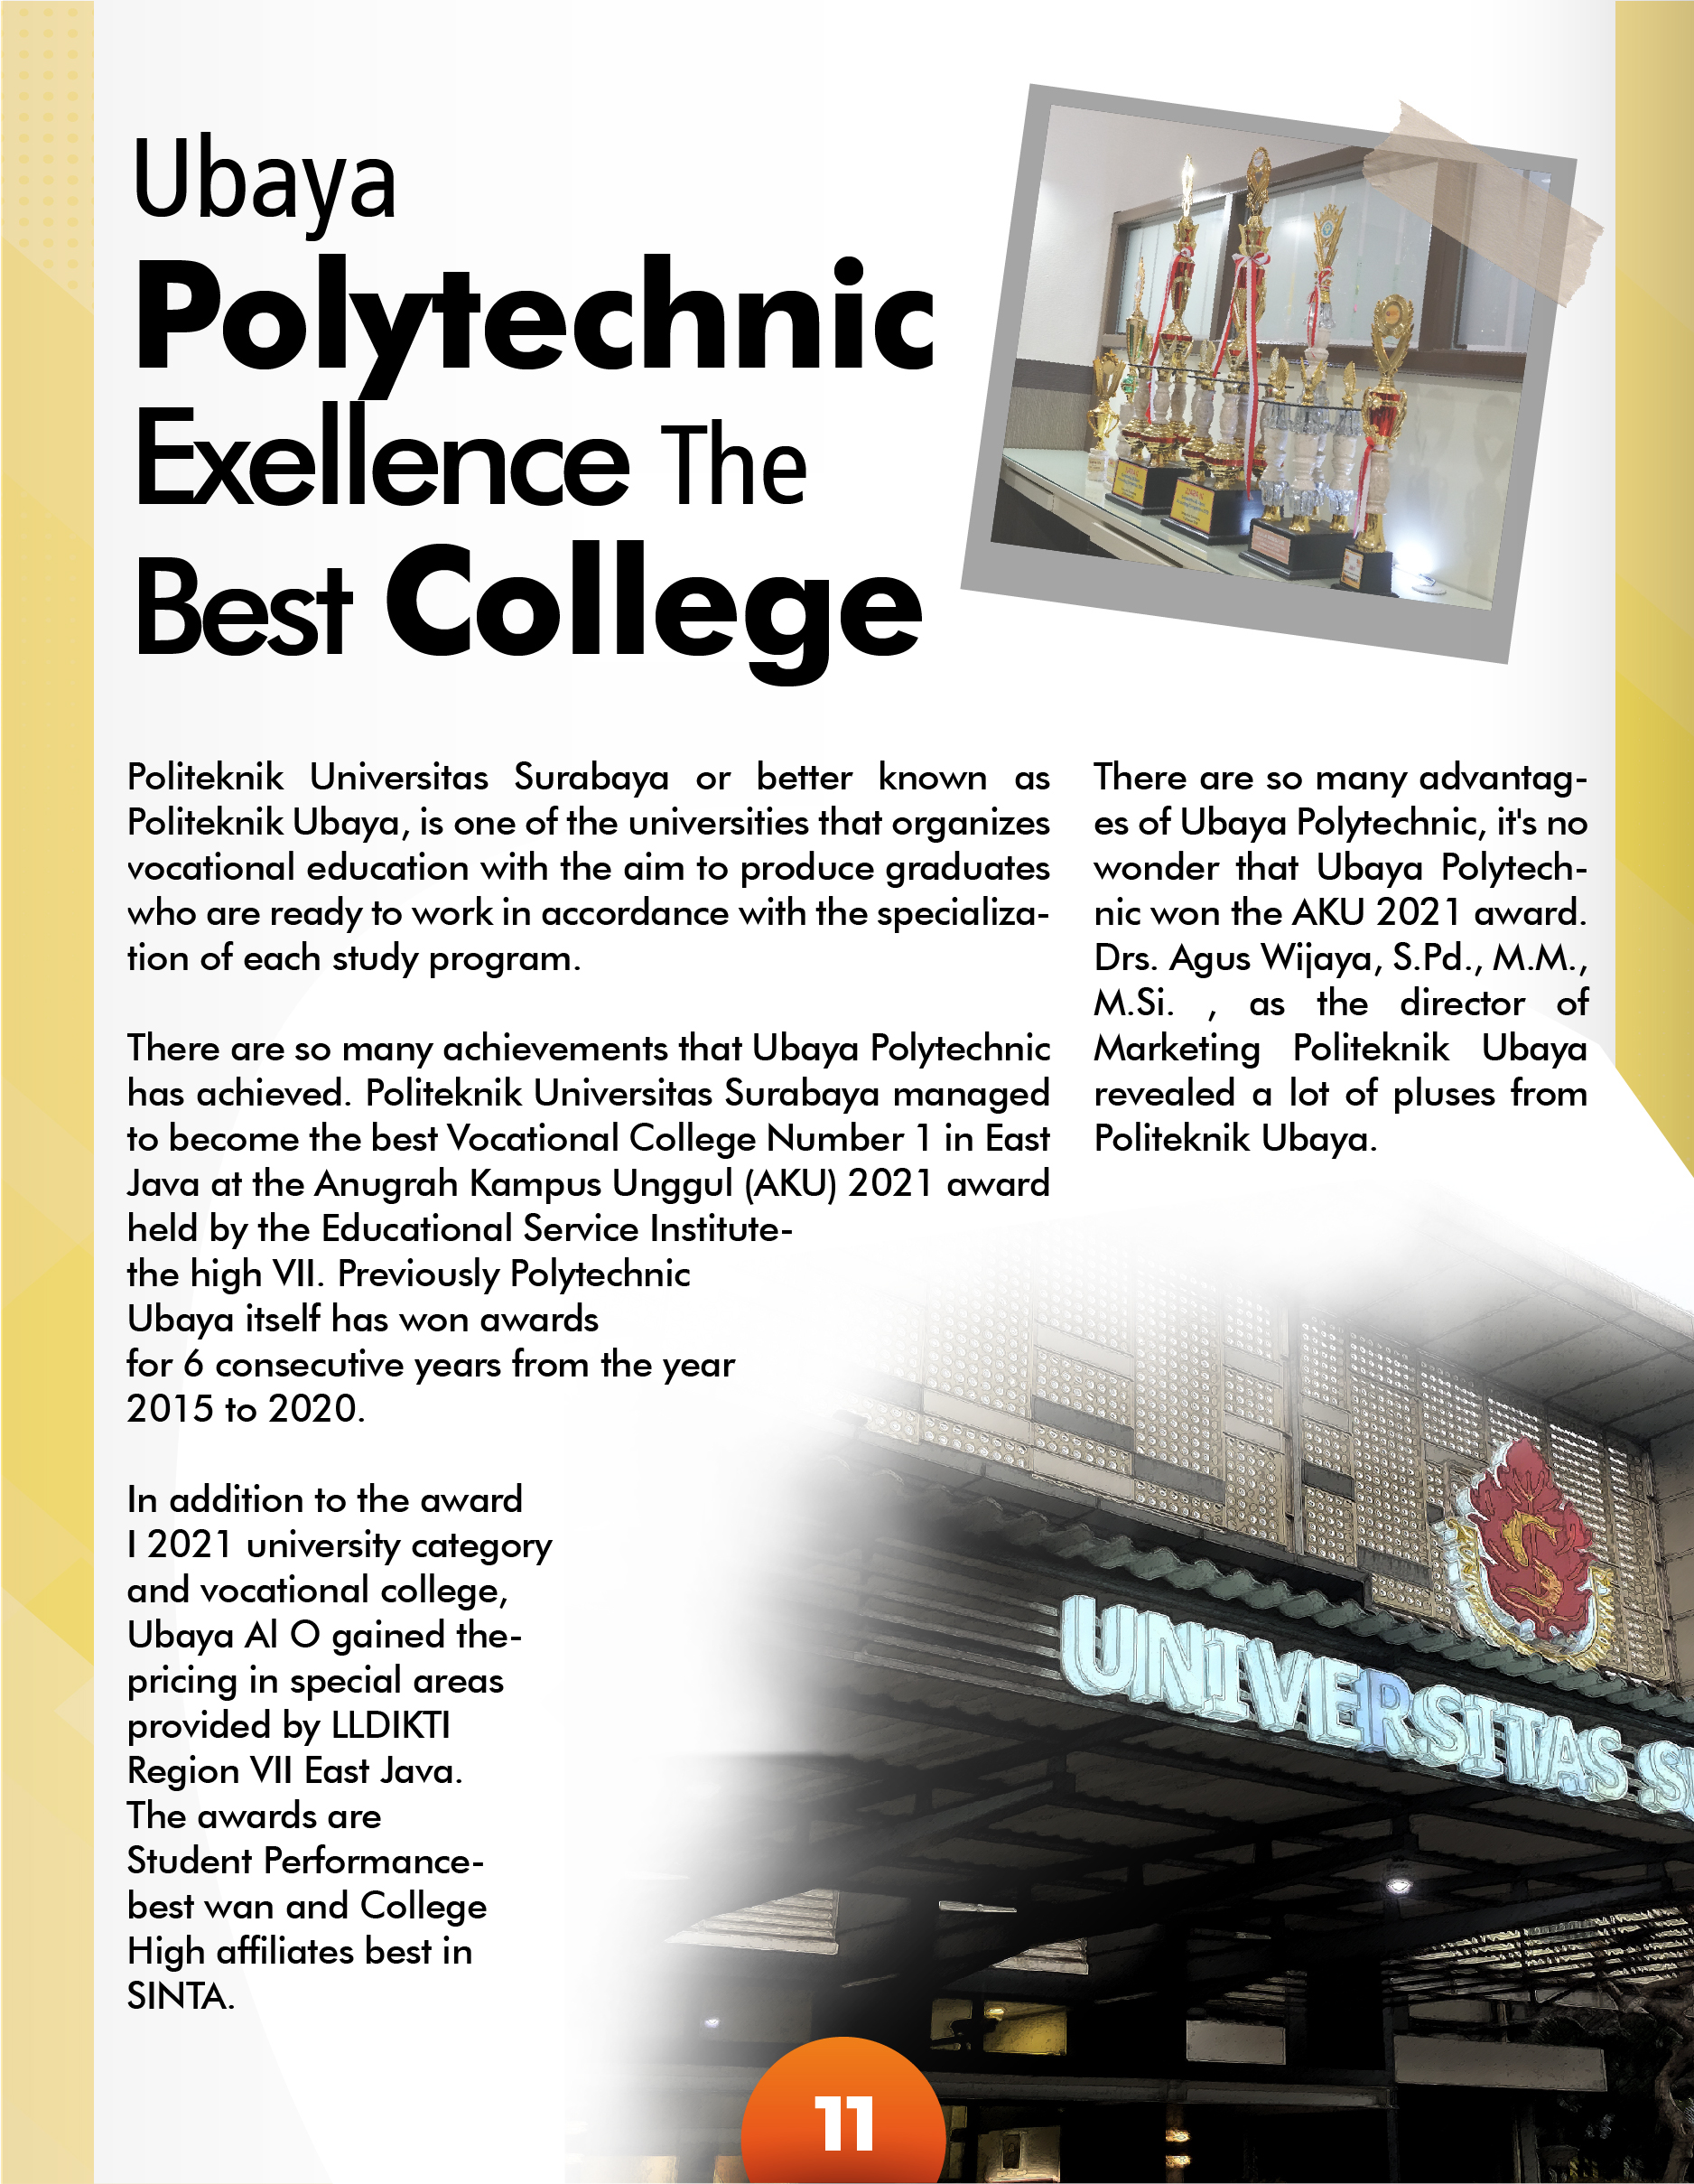 Ubaya
Polytechnic
Exellence The
Best College
Politeknik Universitas Surabaya or better known as
Politeknik Ubaya, is one of the universities that organizes
vocational education with the aim to produce graduates
who are ready to work in accordance with the specializa-
tion of each study program.
There are so many achievements that Ubaya Polytechnic
has achieved. Politeknik Universitas Surabaya managed
to become the best Vocational College Number 1 in East
Java at the Anugrah Kampus Unggul (AKU) 2021 award
held by the Educational Service Institute-
the high VII. Previously Polytechnic
Ubaya itself has won awards
for 6 consecutive years from the year
2015 to 2020.
In addition to the award
I 2021 university category
and vocational college,
Ubaya Al O gained the-
pricing in special areas
provided by LLDIKTI
Region VII East Java.
The awards are
Student Performance-
best wan and College
High affiliates best in
SINTA.
There are so many advantag-
es of Ubaya Polytechnic, it's no
wonder that Ubaya Polytech-
nic won the AKU 2021 award.
Drs. Agus Wijaya, S.Pd., M.M.,
M.Si. , as the director of
Marketing Politeknik Ubaya
revealed a lot of pluses from
Politeknik Ubaya.
UNIVERSITAS
11